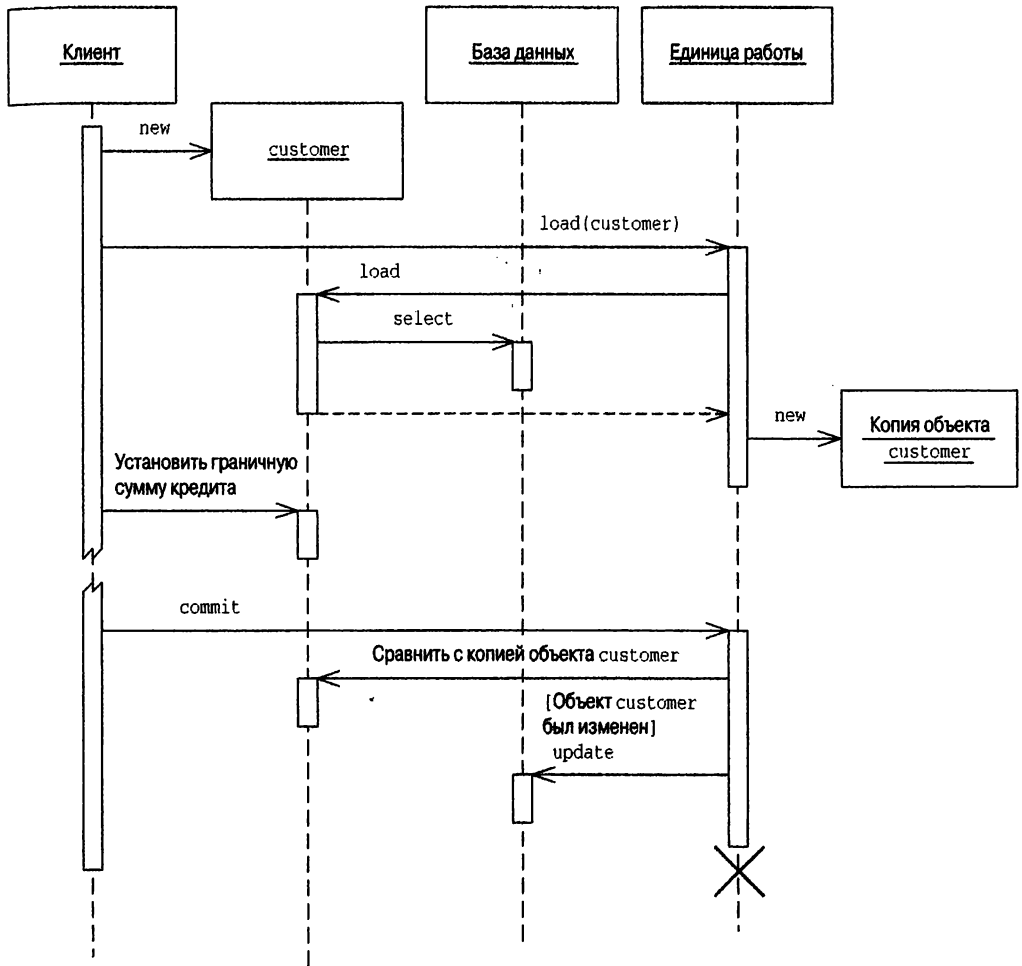 Клиент
База данных
Единица работы
new
customer
load(customer)
load
select
new
Копия объекта
customer
Установить граничную
сумму кредита
commit
Сравнить с копией объекта customer
[Объект customer
был изменен]
update